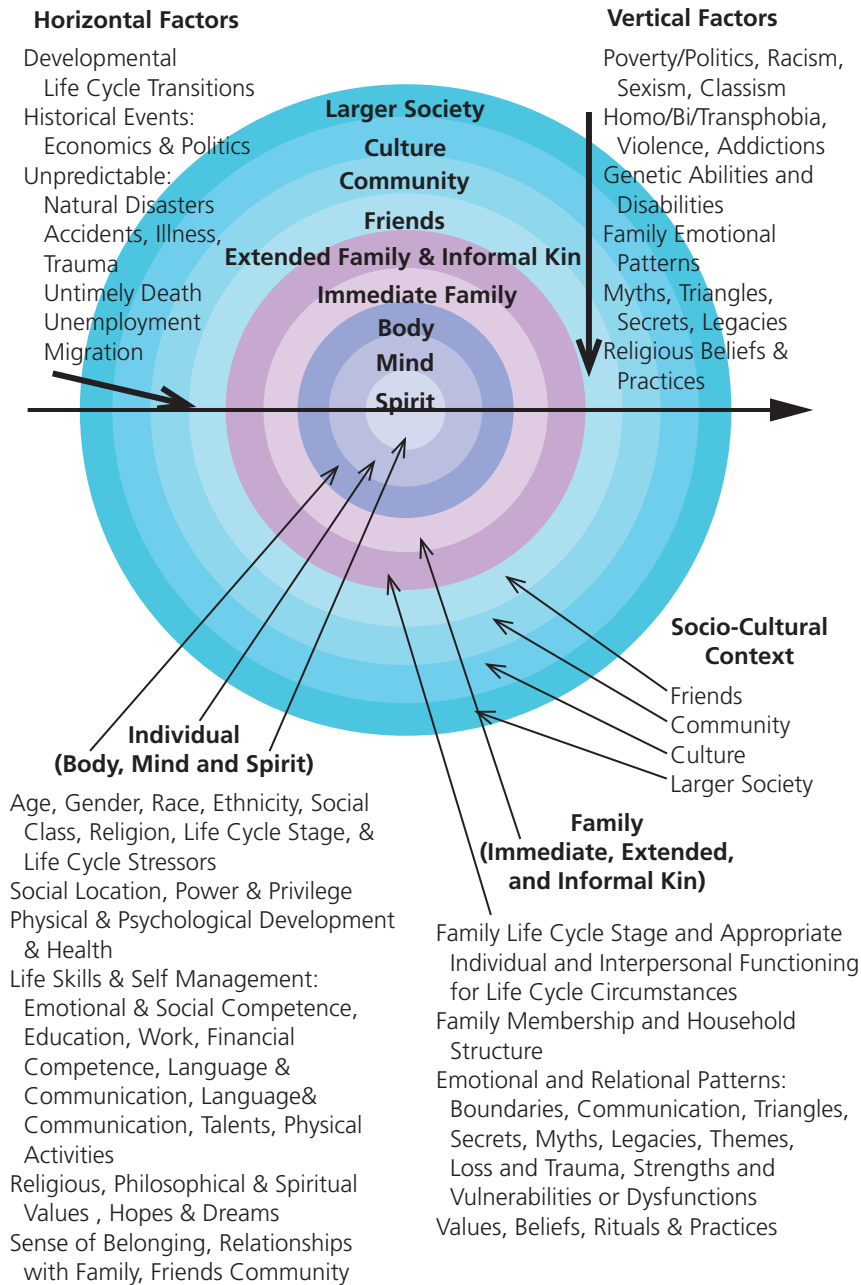 Horizontal Factors
Developmental
Life Cycle Transitions
Historical Events:
Economics & Politics
Unpredictable:
Natural Disasters
Accidents, Illness,
Trauma
Untimely Death
Unemployment
Migration
Vertical Factors
Poverty/Politics, Racism,
Sexism, Classism
Homo/Bi/Transphobia,
Violence, Addictions
Genetic Abilities and
Disabilities
Family Emotional
Patterns
Myths, Triangles,
Secrets, Legacies
Religious Beliefs &
Practices
Larger Society
Culture
Community
Friends
Extended Family & Informal Kin
Immediate Family
Body
Mind
Spirit
Socio-Cultural
Context
Friends
Community
Culture
Larger Society
Individual
(Body, Mind and Spirit)
Age, Gender, Race, Ethnicity, Social
Class, Religion, Life Cycle Stage, &
Life Cycle Stressors
Social Location, Power & Privilege
Physical & Psychological Development
& Health
Life Skills & Self Management:
Emotional & Social Competence,
Education, Work, Financial
Competence, Language &
Communication, Language&
Communication, Talents, Physical
Activities
Religious, Philosophical & Spiritual
Values , Hopes & Dreams
Sense of Belonging, Relationships
with Family, Friends Community
Family
(Immediate, Extended,
and Informal Kin)
Family Life Cycle Stage and Appropriate
Individual and Interpersonal Functioning
for Life Cycle Circumstances
Family Membership and Household
Structure
Emotional and Relational Patterns:
Boundaries, Communication, Triangles,
Secrets, Myths, Legacies, Themes,
Loss and Trauma, Strengths and
Vulnerabilities or Dysfunctions
Values, Beliefs, Rituals & Practices